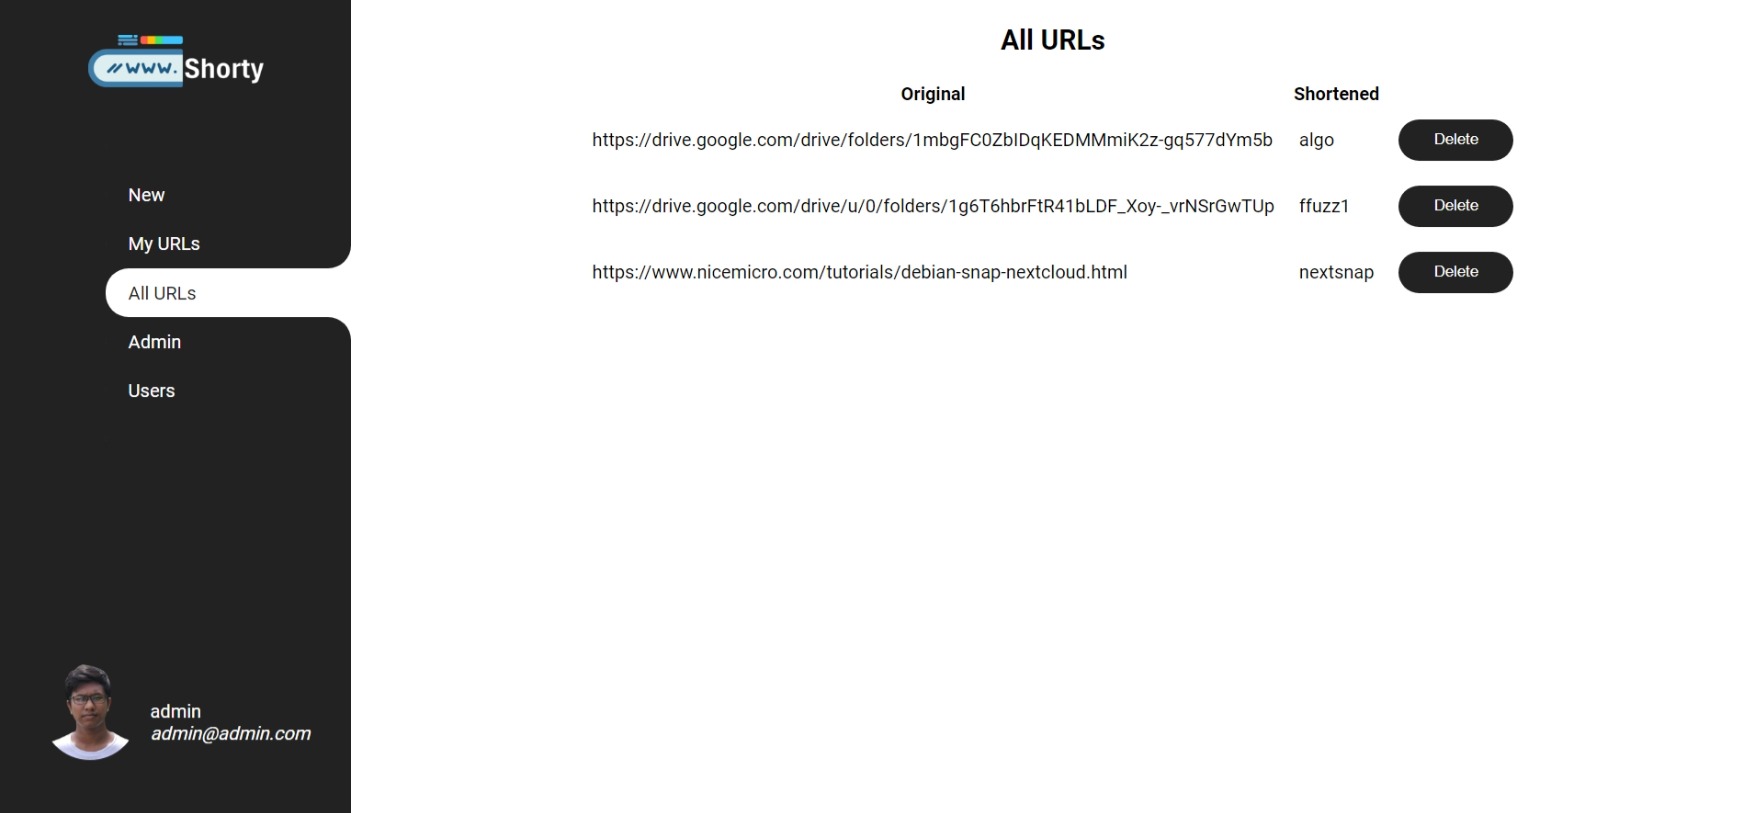 //www.Shorty
New
My URLs
All URLs
Admin
Users
admin
admin@admin.com
All URLs
Original Shortened
https://drive.google.com/drive/folders/1mbgFC0ZbIDqKEDMMmiK2z-gq577dYm5b algo Delete
https://drive.google.com/drive/u/0/folders/1g6T6hbrFtR41bLDF_Xoy-_vrNSrGwTUp ffuzz1 Delete
https://www.nicemicro.com/tutorials/debian-snap-nextcloud.html nextsnap Delete